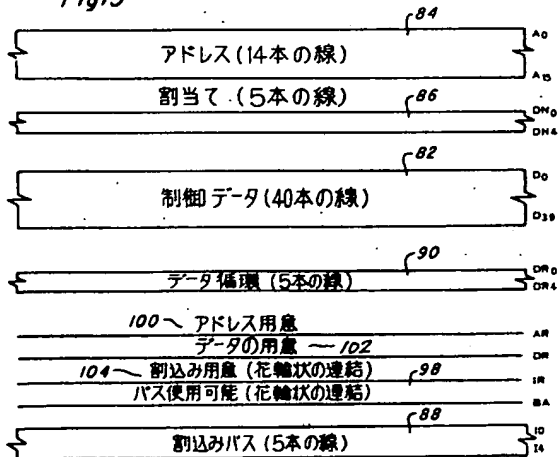 Fig 5
84
アドレス(14本の線)
A0
A15
割当て (5本の線)
86
DN0
DN4
82
制御データ(40本の線)
D0
D39
90
データ循環 (5本の線)
DR0
DR4
100 アドレス用意
AR
データの用意 102
DR
104 割込み用意 (花輪状の連結)
98
IR
バス使用可能 (花輪状の連結)
BA
88
割込みバス (5本の線)
I0
I4